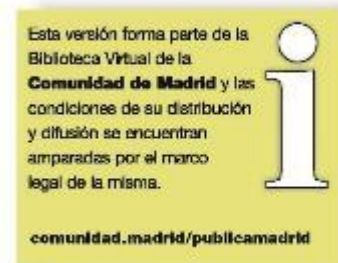 Esta versión forma parte de la
Biblioteca Virtual de la
Comunidad de Madrid y las
condiciones de su distribución
y difusión se encuentran
amparadas por el marco
legal de la misma.
comunidad.madrid/publicamadrid